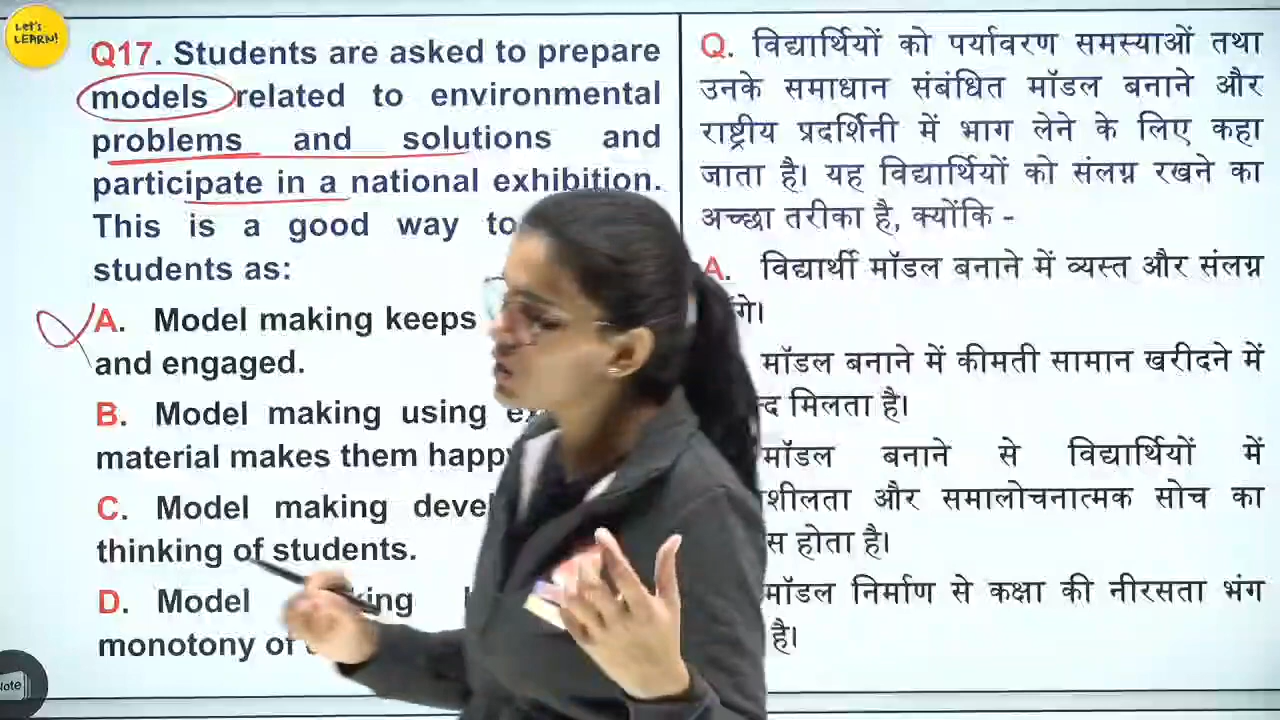 Let's
LEARN!
Q17. Students are asked to prepare
models related to environmental
problems and solutions and
participate in a national exhibition.
This is a good way to
students as:
A. Model making keeps
and engaged.
B. Model making using
material makes them happy
C. Model making
thinking of students.
D. Model
monotony of
Note
Q. विद्यार्थियों को पर्यावरण समस्याओं तथा
उनके समाधान संबंधित मॉडल बनाने और
राष्ट्रीय प्रदर्शिनी में भाग लेने के लिए कहा
जाता है। यह विद्यार्थियों को संलग्न रखने का
अच्छा तरीका है, क्योंकि -
A. विद्यार्थी मॉडल बनाने में व्यस्त और संलग्न
गे।
मॉडल बनाने में कीमती सामान खरीदने में
मिलता है।
मॉडल बनाने से विद्यार्थियों में
शीलता और समालोचनात्मक सोच का
होता है।
मॉडल निर्माण से कक्षा की नीरसता भंग
है।